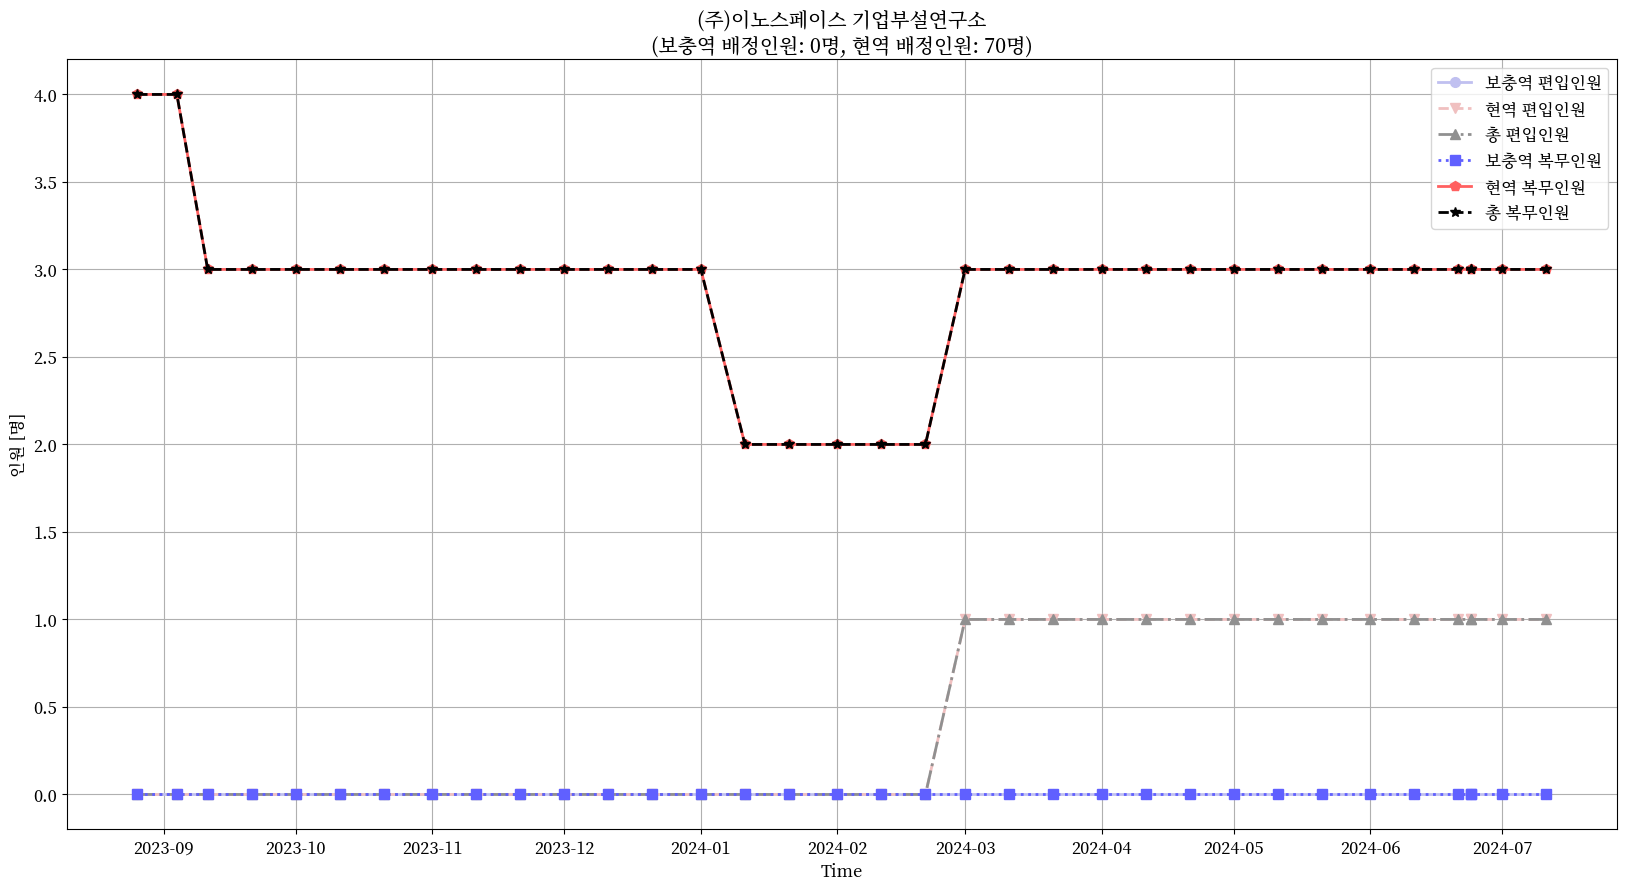 (주)이노스페이스 기업부설연구소
(보충역 배정인원: 0명, 현역 배정인원: 70명)
보충역 편입인원
현역 편입인원
총 편입인원
보충역 복무인원
현역 복무인원
총 복무인원
인원 [명]
4.0
3.5
3.0
2.5
2.0
1.5
1.0
0.5
0.0
2023-09 2023-10 2023-11 2023-12 2024-01 2024-02 2024-03 2024-04 2024-05 2024-06 2024-07
Time